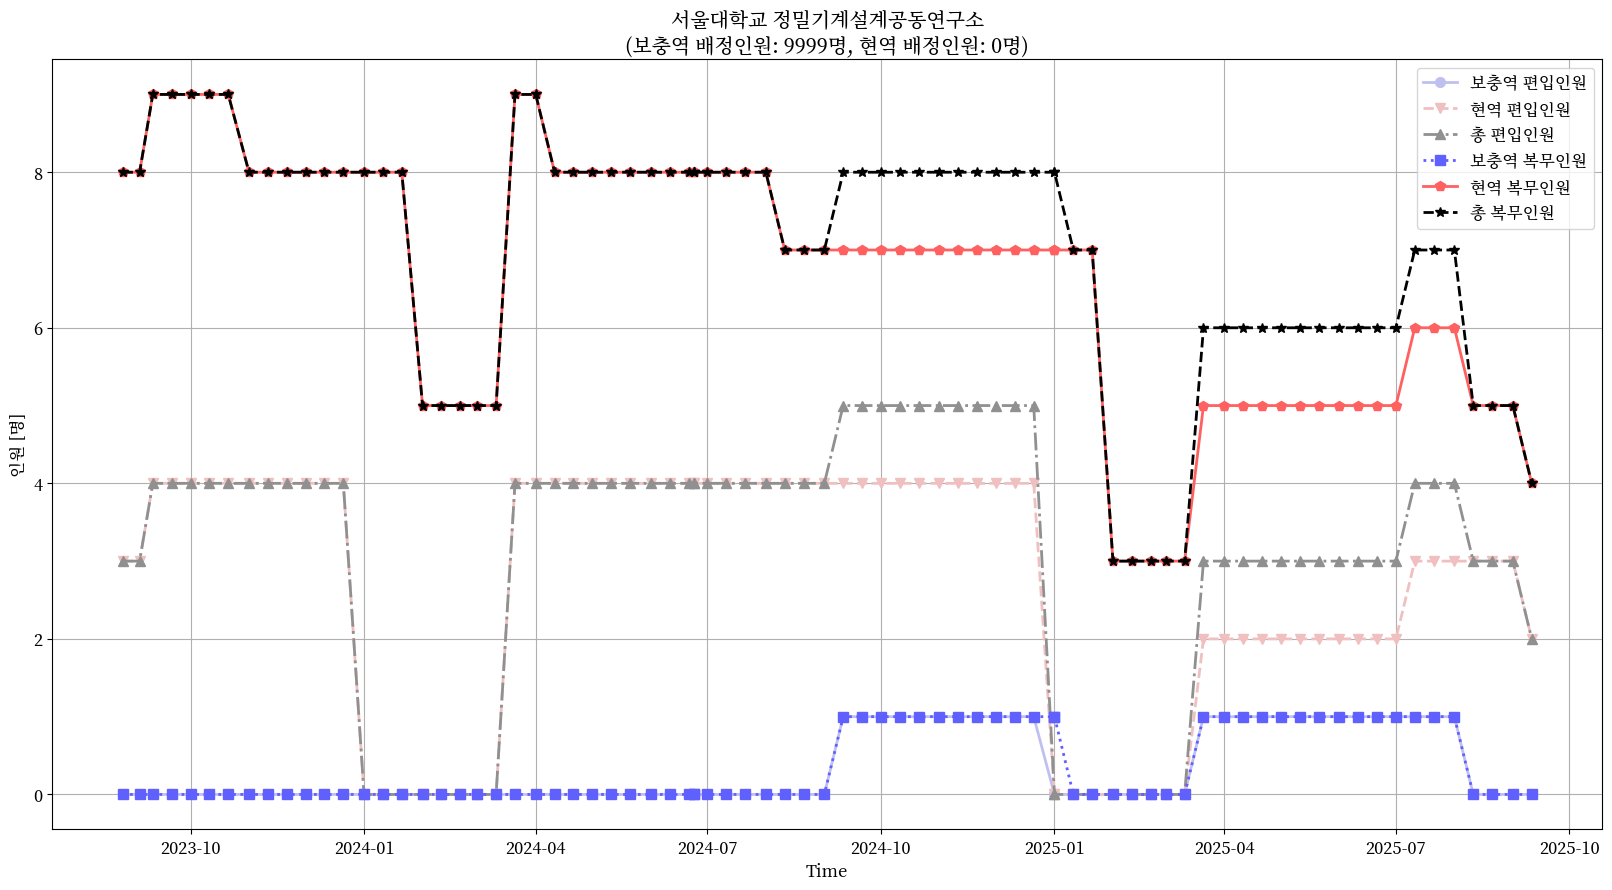 서울대학교 정밀기계설계공동연구소
(보충역 배정인원: 9999명, 현역 배정인원: 0명)
보충역 편입인원
현역 편입인원
총 편입인원
보충역 복무인원
현역 복무인원
총 복무인원
인원 [명]
8
6
4
2
0
2023-10
2024-01
2024-04
2024-07
2024-10
2025-01
2025-04
2025-07
2025-10
Time